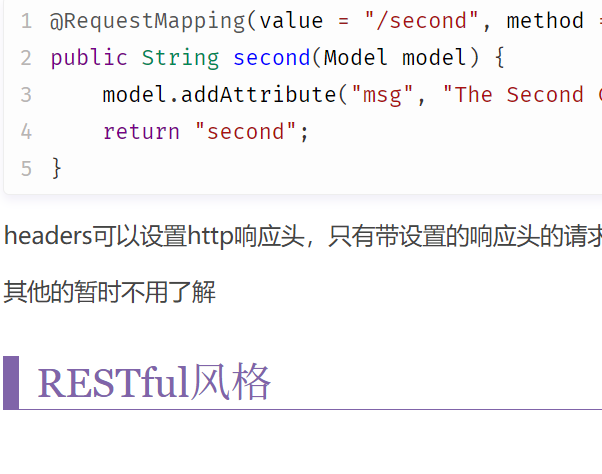 1 @RequestMapping(value = "/second", method =
2 public String second(Model model) {
3     model.addAttribute("msg", "The Second
4     return "second";
5 }
headers可以设置http响应头，只有带设置的响应头的请求
其他的暂时不用了解
RESTful风格